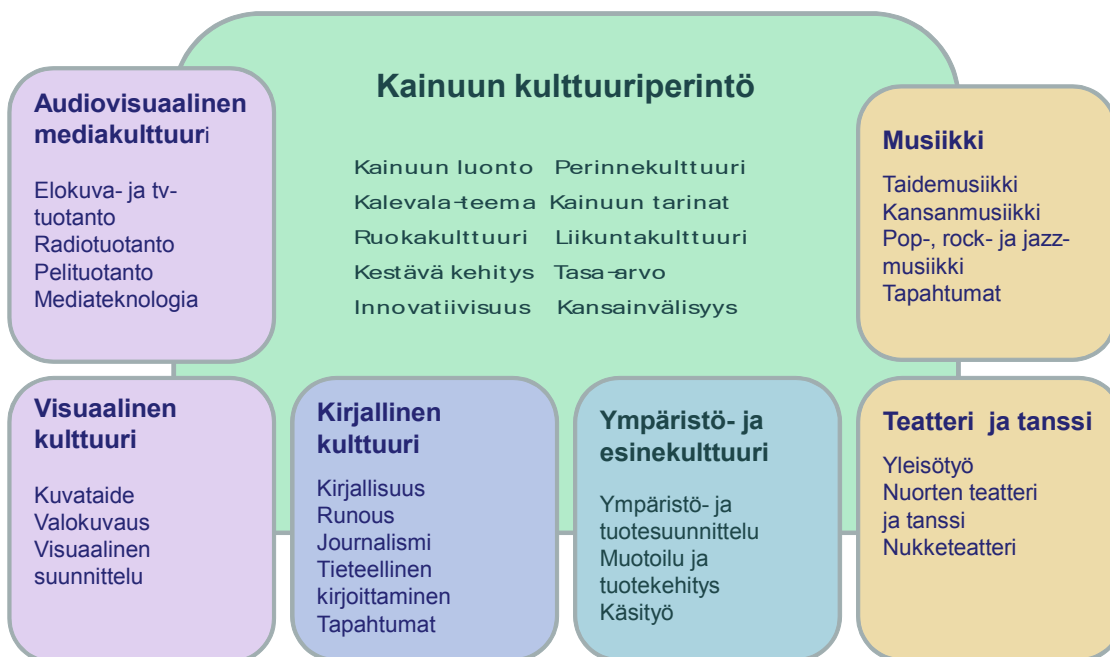 Kainuun kulttuuriperintö
Kainuun luonto Perinnekulttuuri
Kalevala-teema Kainuun tarinat
Ruokakulttuuri Liikuntakulttuuri
Kestävä kehitys Tasa-arvo
Innovatiivisuus Kansainvälisyys
Audiovisuaalinen
mediakulttuuri
Elokuva- ja tv-
tuotanto
Radiotuotanto
Pelituotanto
Mediateknologia
Musiikki
Taidemusiikki
Kansanmusiikki
Pop-, rock- ja jazz-
musiikki
Tapahtumat
Visuaalinen
kulttuuri
Kuvataide
Valokuvaus
Visuaalinen
suunnittelu
Kirjallinen
kulttuuri
Kirjallisuus
Runous
Journalismi
Tieteellinen
kirjoittaminen
Tapahtumat
Ympäristö- ja
esinekulttuuri
Ympäristö- ja
tuotesuunnittelu
Muotoilu ja
tuotekehitys
Käsityö
Teatteri ja tanssi
Yleisötyö
Nuorten teatteri
ja tanssi
Nukketeatteri